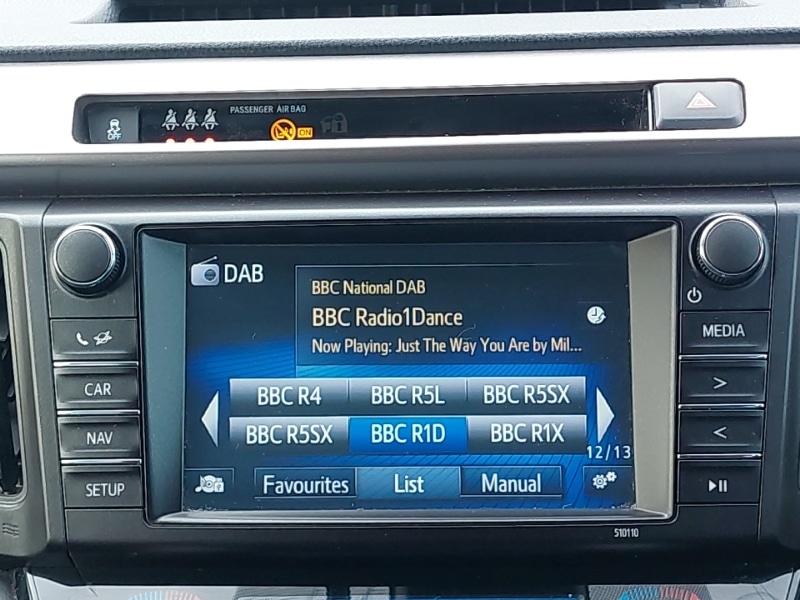 PASSENGER AIR BAG
OFF
ON
DAB
BBC National DAB
BBC Radio1Dance
Now Playing: Just The Way You Are by Mil...
BBC R4 BBC R5L BBC R5SX
BBC R5SX BBC R1D BBC R1X
12/13
Favourites List Manual
CAR
NAV
SETUP
MEDIA
>
<
510110